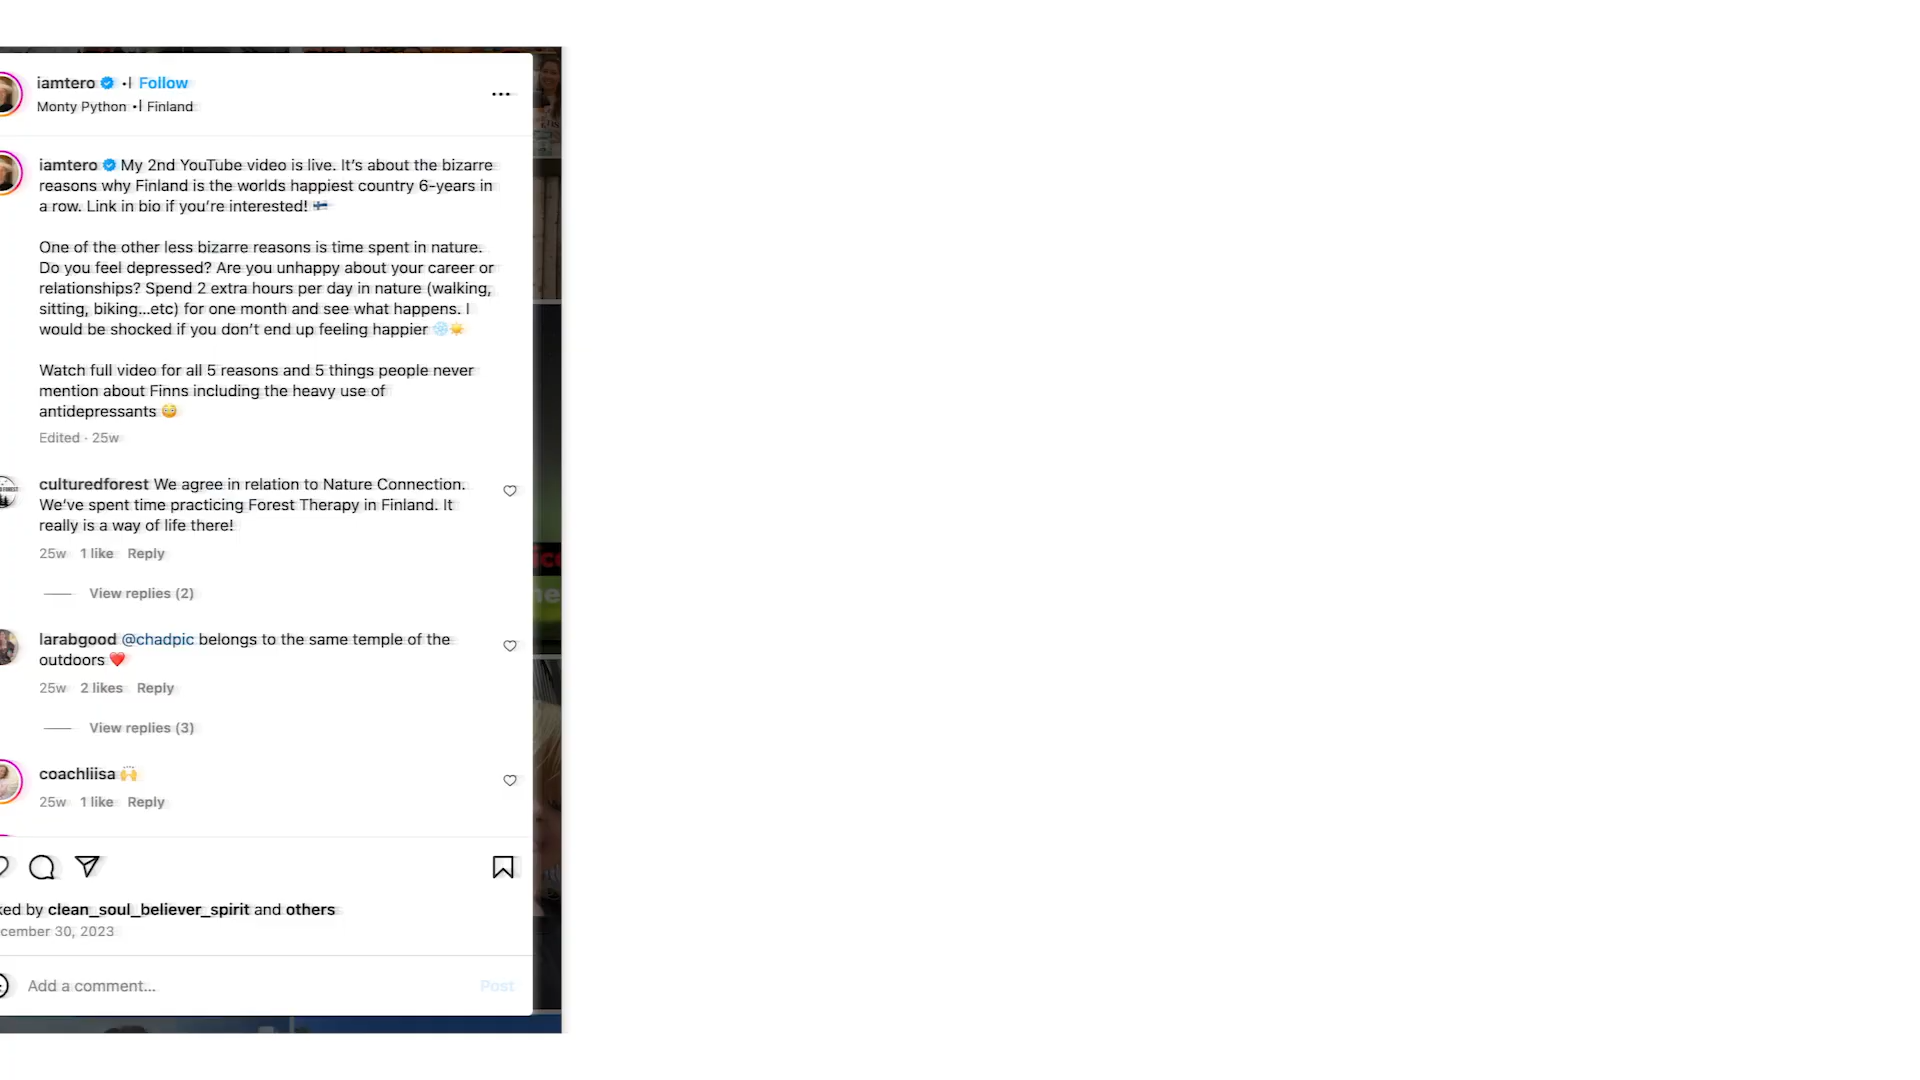 iamtero • Follow
Monty Python • Finland
iamtero My 2nd YouTube video is live. It’s about the bizarre
reasons why Finland is the worlds happiest country 6-years in
a row. Link in bio if you’re interested! 🇫🇮
One of the other less bizarre reasons is time spent in nature.
Do you feel depressed? Are you unhappy about your career or
relationships? Spend 2 extra hours per day in nature (walking,
sitting, biking...etc) for one month and see what happens. I
would be shocked if you don’t end up feeling happier ❄️☀️
Watch full video for all 5 reasons and 5 things people never
mention about Finns including the heavy use of
antidepressants 😳
Edited · 25w
culturedforest We agree in relation to Nature Connection.
We’ve spent time practicing Forest Therapy in Finland. It
really is a way of life there!
25w 1 like Reply
View replies (2)
larabgood @chadpic belongs to the same temple of the
outdoors ❤️
25w 2 likes Reply
View replies (3)
coachliisa 🙌
25w 1 like Reply
ked by clean_soul_believer_spirit and others
cember 30, 2023
Add a comment...
Post